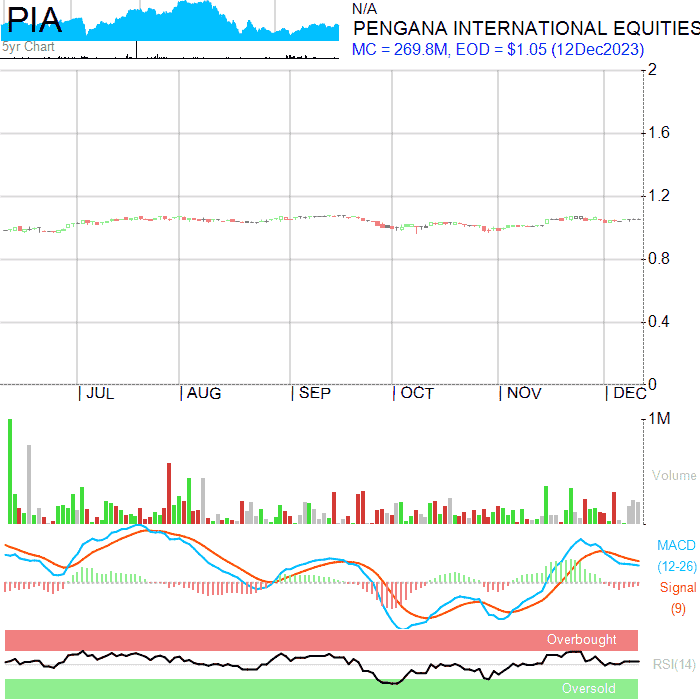 PIA
5yr Chart
N/A
PENGANA INTERNATIONAL EQUITIES
MC = 269.8M, EOD = $1.05 (12Dec2023)
2
1.6
1.2
0.8
0.4
0
JUL AUG SEP OCT NOV DEC
1M
Volume
MACD
(12-26)
Signal
(9)
Overbought
RSI(14)
Oversold